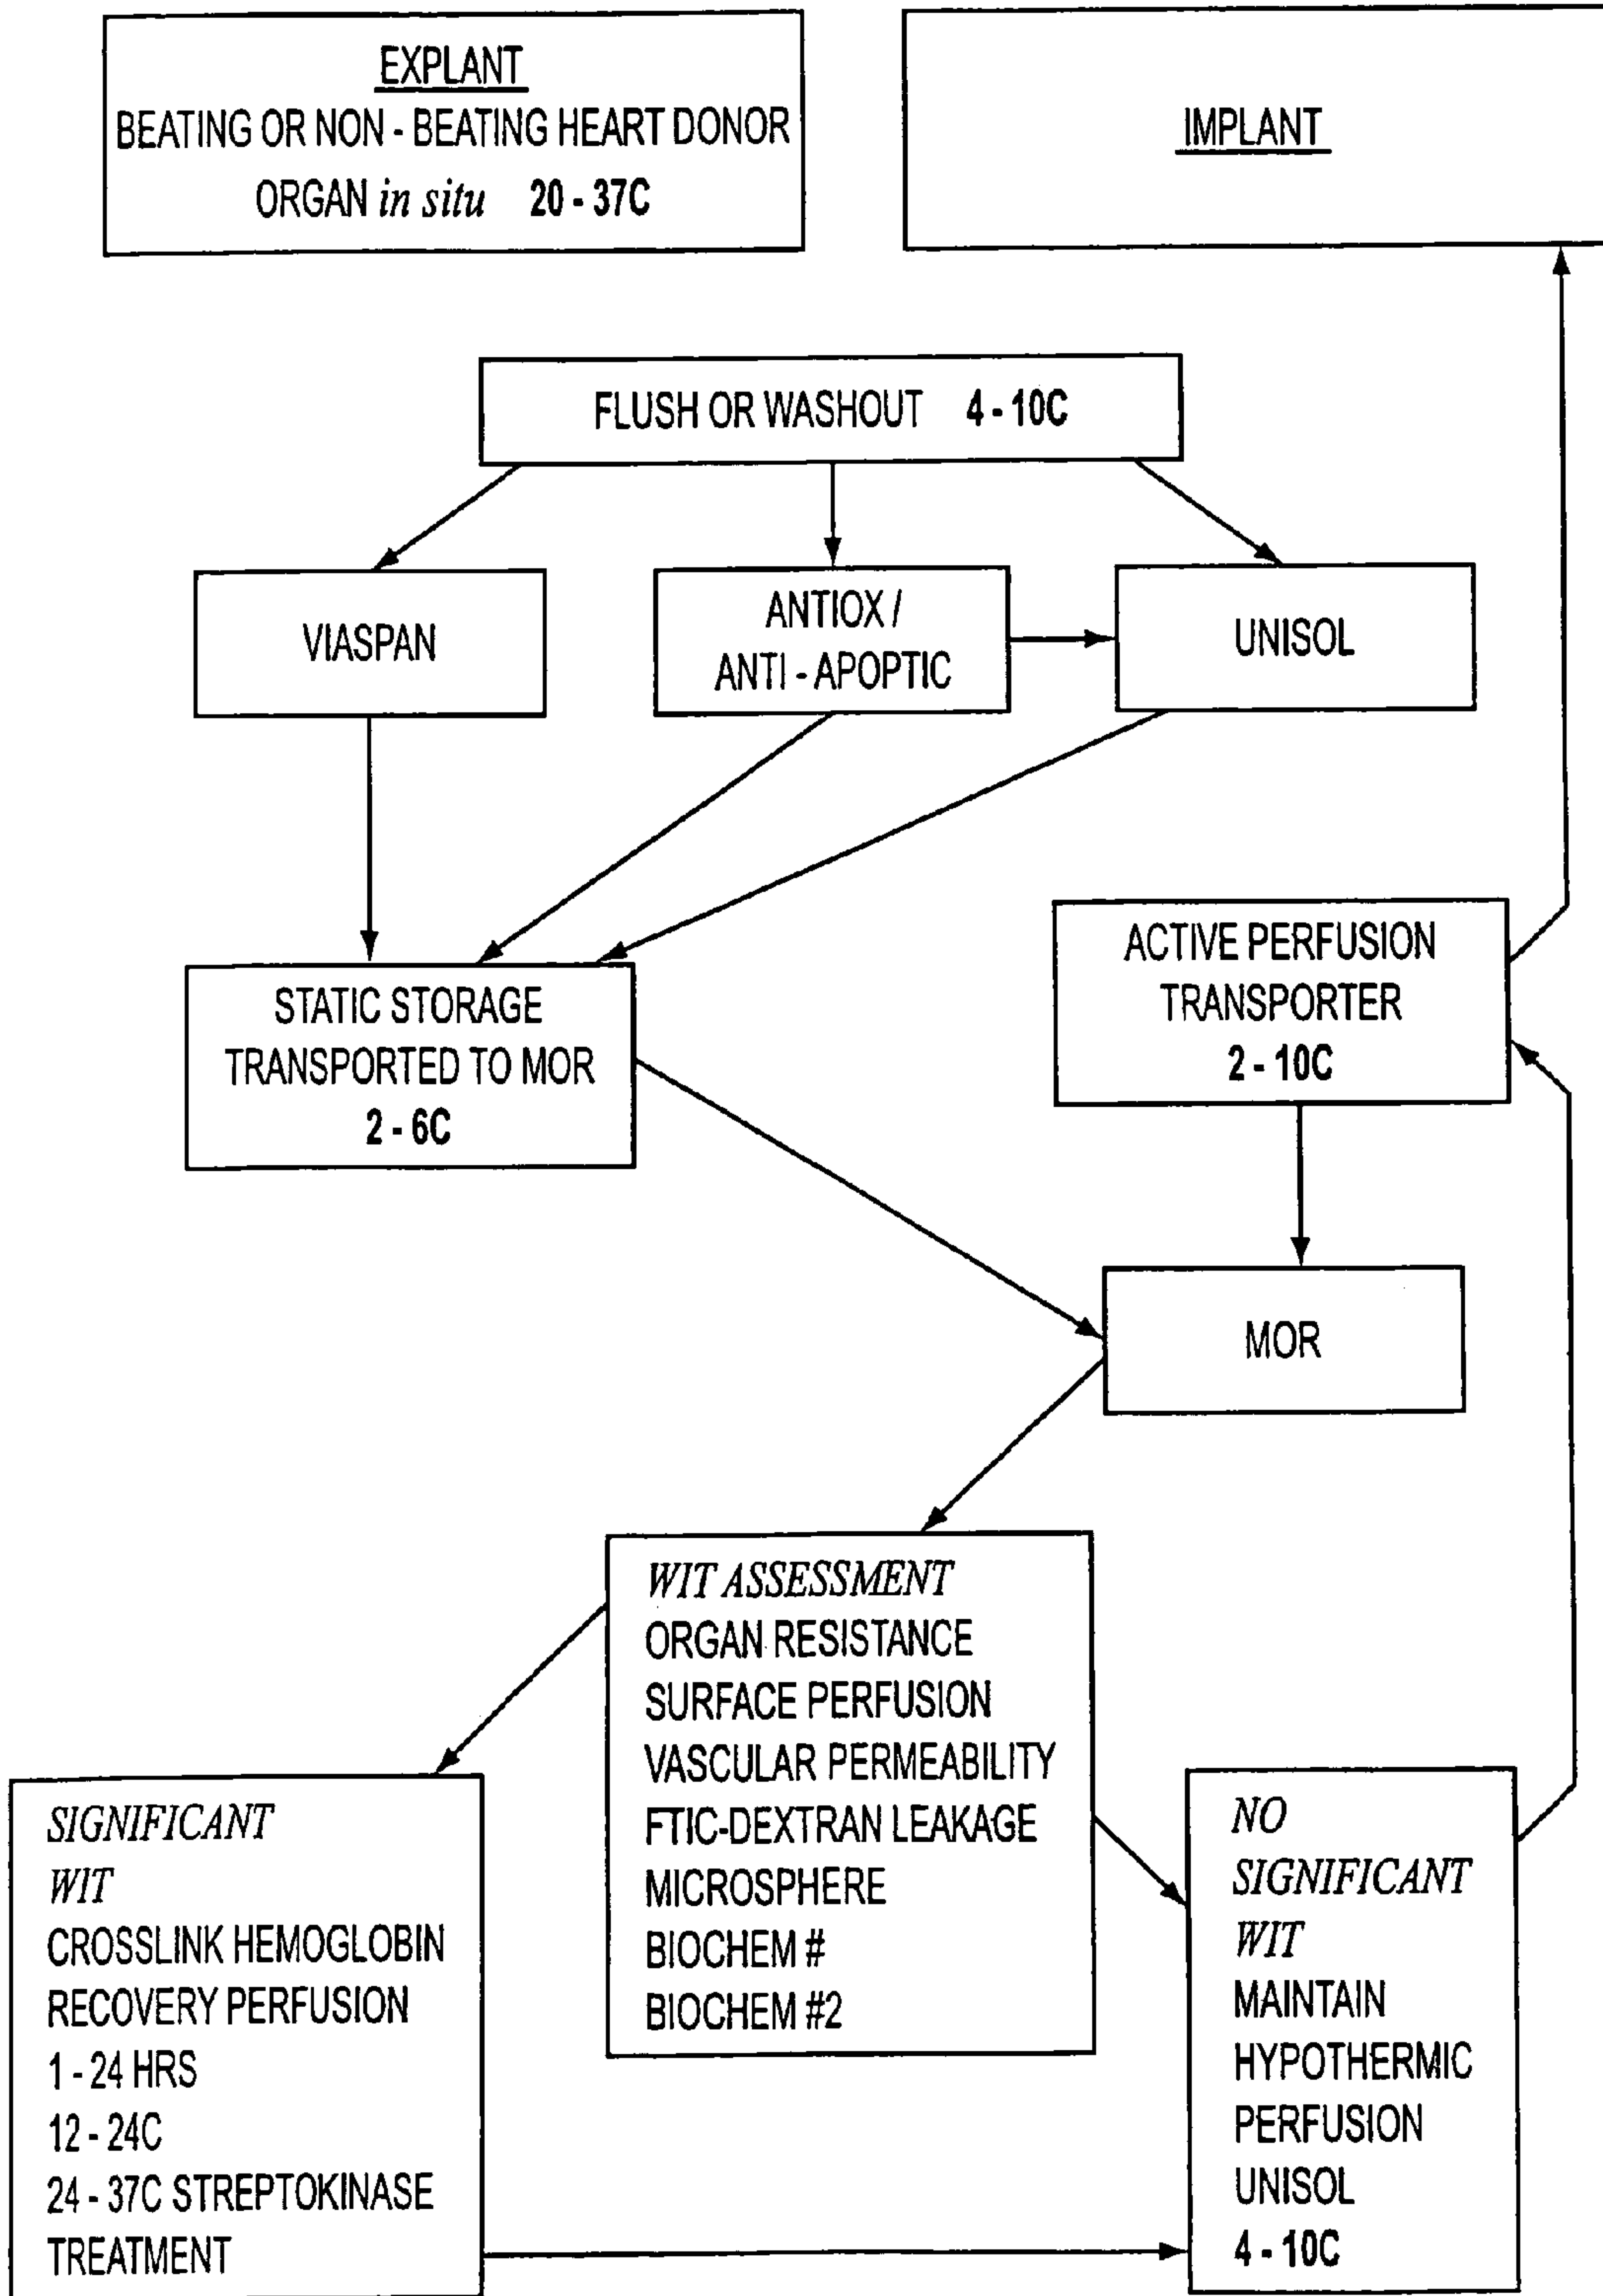 EXPLANT
BEATING OR NON - BEATING HEART DONOR
ORGAN in situ 20 - 37C
IMPLANT
FLUSH OR WASHOUT 4 - 10C
VIASPAN
ANTIOX /
ANTI - APOPTIC
UNISOL
STATIC STORAGE
TRANSPORTED TO MOR
2 - 6C
ACTIVE PERFUSION
TRANSPORTER
2 - 10C
MOR
WIT ASSESSMENT
ORGAN RESISTANCE
SURFACE PERFUSION
VASCULAR PERMEABILITY
FTIC-DEXTRAN LEAKAGE
MICROSPHERE
BIOCHEM #
BIOCHEM #2
SIGNIFICANT
WIT
CROSSLINK HEMOGLOBIN
RECOVERY PERFUSION
1 - 24 HRS
12 - 24C
24 - 37C STREPTOKINASE
TREATMENT
NO
SIGNIFICANT
WIT
MAINTAIN
HYPOTHERMIC
PERFUSION
UNISOL
4 - 10C